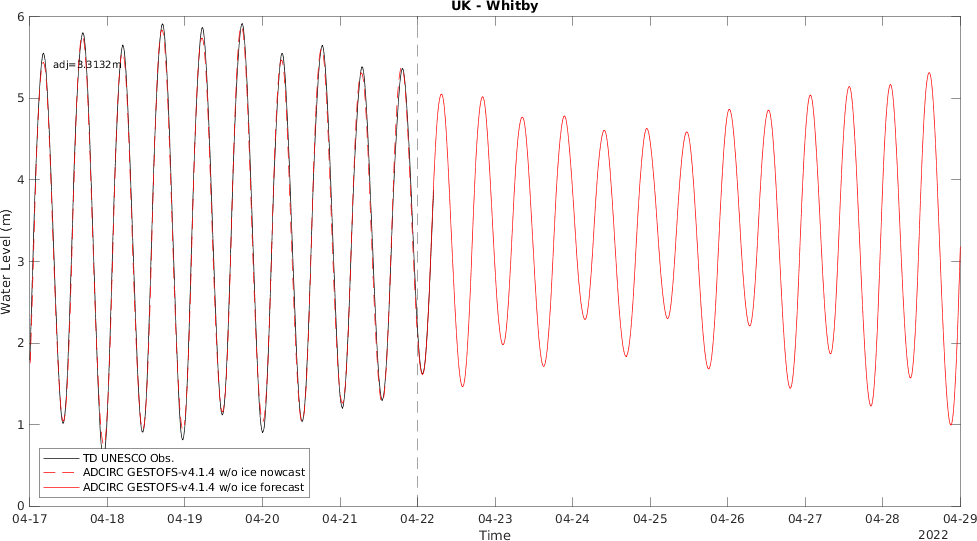 UK - Whitby
6
5
4
3
2
1
0
Water Level (m)
adj=3.3132m
TD UNESCO Obs.
ADCIRC GESTOFS-v4.1.4 w/o ice nowcast
ADCIRC GESTOFS-v4.1.4 w/o ice forecast
04-17 04-18 04-19 04-20 04-21 04-22 04-23 04-24 04-25 04-26 04-27 04-28 04-29
Time
2022